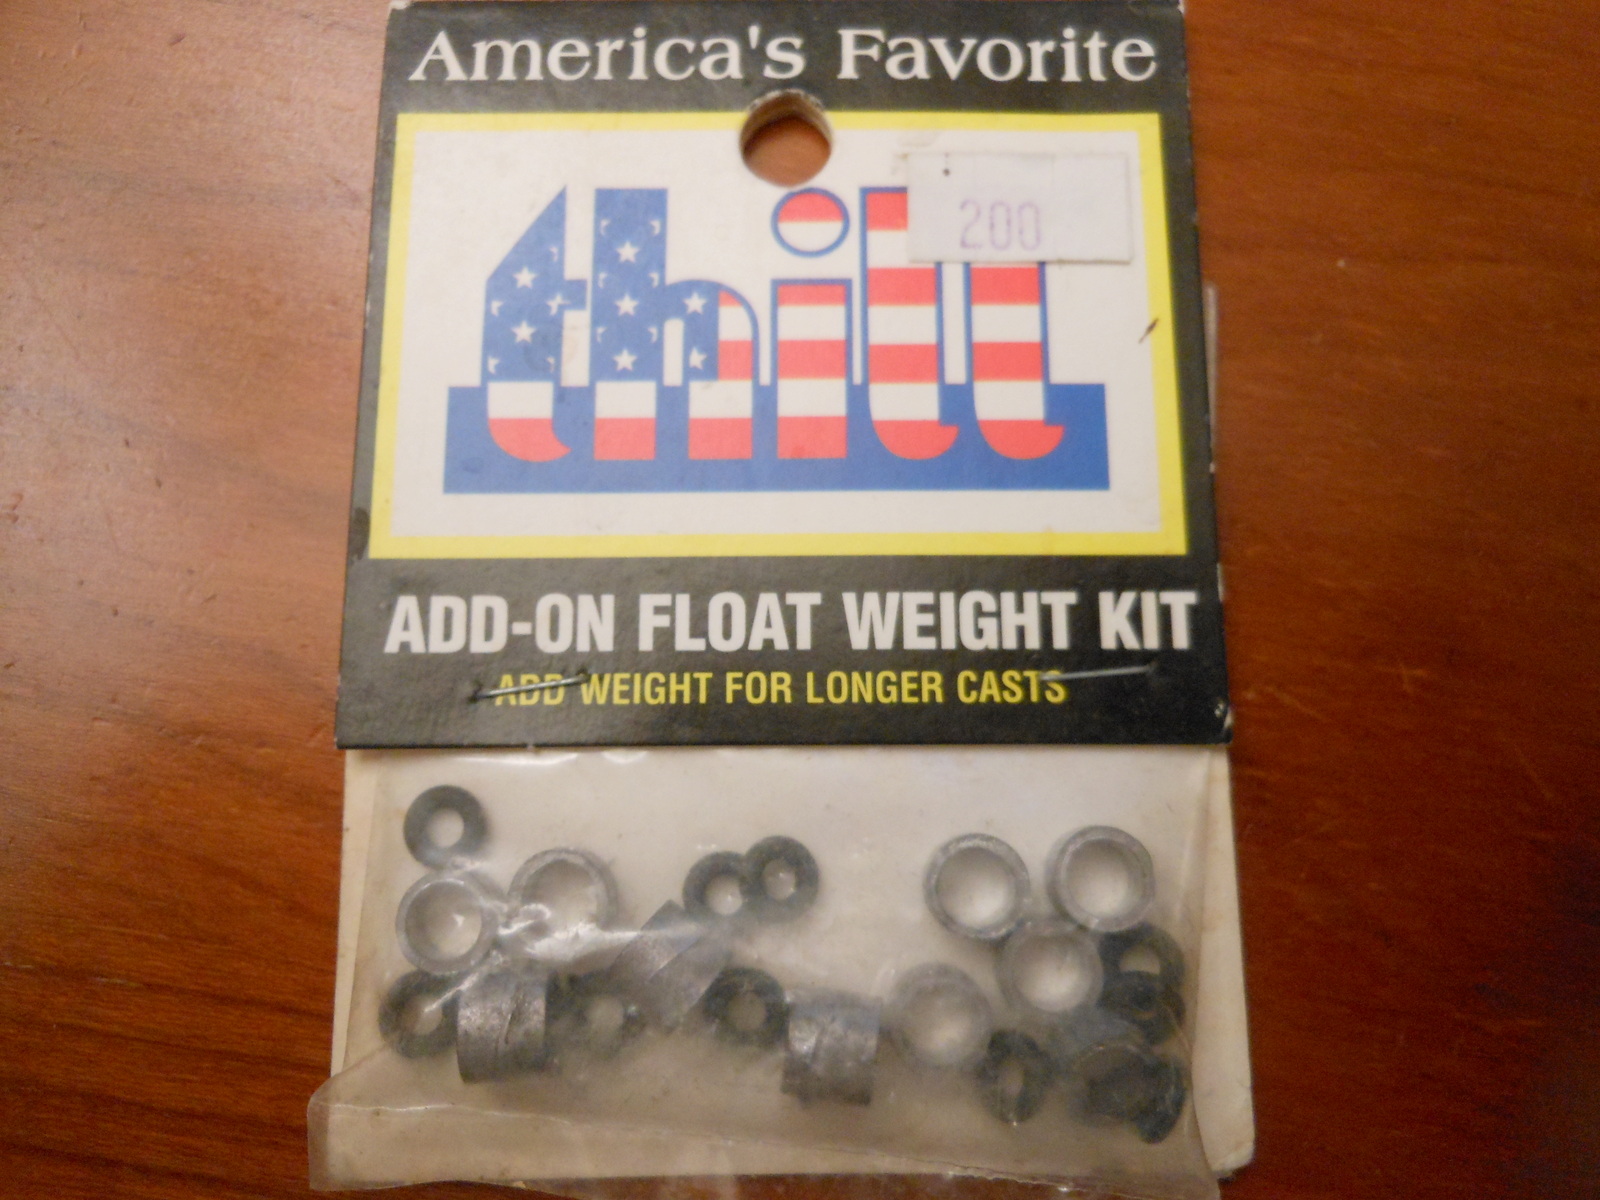 America's Favorite
200
thill
ADD-ON FLOAT WEIGHT KIT
ADD WEIGHT FOR LONGER CASTS